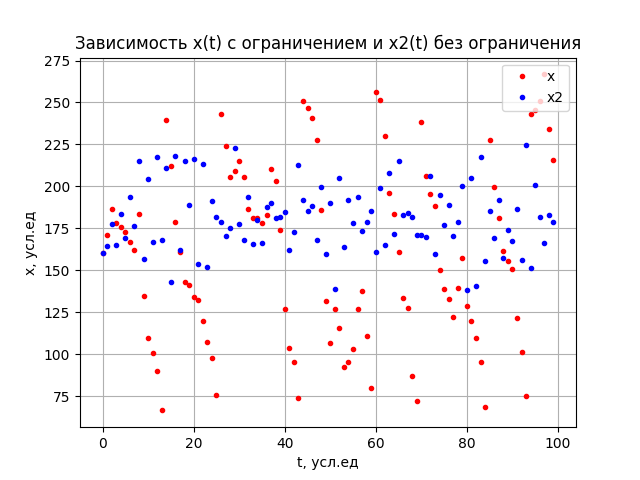 Зависимость x(t) с ограничением и x2(t) без ограничения
275
250
225
200
175
150
125
100
75
x, усл.ед
x
x2
0 20 40 60 80 100
t, усл.ед